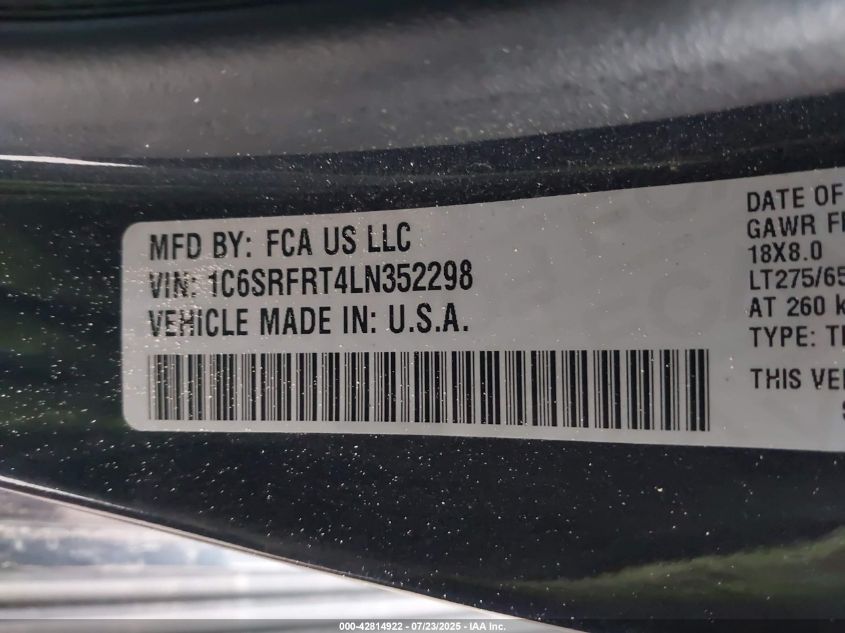 MFD BY: FCA US LLC
VIN: 1C6SRFRT4LN352298
VEHICLE MADE IN: U.S.A.
DATE OF
GAWR F
18X8.0
LT275/65
AT 260 k
TYPE: T
THIS VE
000-42814922 - 07/23/2025 - IAA Inc.